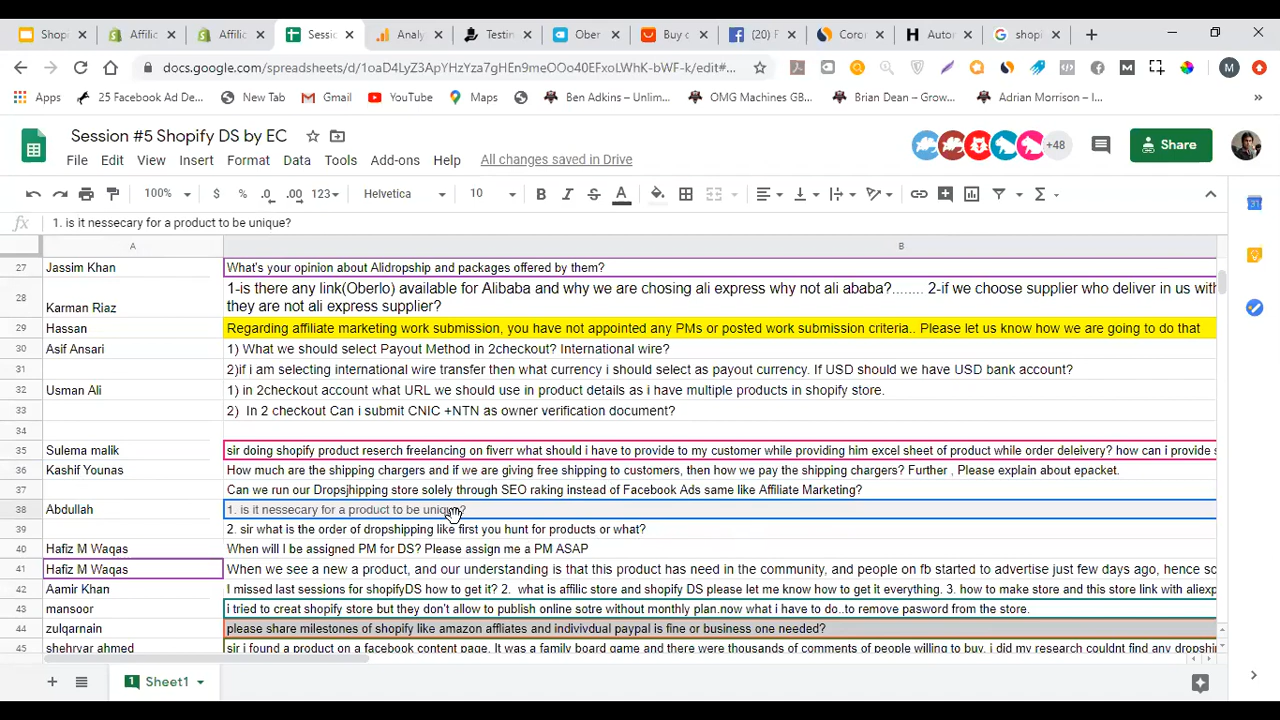 Shop
Affilic
Affilic
Sessio
Analy
Testin
Ober
Buy c
(20) F
Coro
Autor
shopi
docs.google.com/spreadsheets/d/1oaD4LyZ3ApYHzYza7gHEn9meOOo40EFxoLWhK-bWF-k/edit#...
M
Apps
25 Facebook Ad De...
New Tab
Gmail
YouTube
Maps
Ben Adkins – Unlim...
OMG Machines GB...
Brian Dean – Grow...
Adrian Morrison – I...
»
Session #5 Shopify DS by EC
File Edit View Insert Format Data Tools Add-ons Help All changes saved in Drive
+48
Share
100% $ % .0 .00 123 Helvetica 10 B I S A
fx 1. is it nessecary for a product to be unique?
A B
27 Jassim Khan What's your opinion about Alidropship and packages offered by them?
28 Karman Riaz 1-is there any link(Oberlo) available for Alibaba and why we are chosing ali express why not ali ababa?........ 2-if we choose supplier who deliver in us with
they are not ali express supplier?
29 Hassan Regarding affiliate marketing work submission, you have not appointed any PMs or posted work submission criteria.. Please let us know how we are going to do that
30 Asif Ansari 1) What we should select Payout Method in 2checkout? International wire?
31 2)if i am selecting international wire transfer then what currency i should select as payout currency. If USD should we have USD bank account?
32 Usman Ali 1) in 2checkout account what URL we should use in product details as i have multiple products in shopify store.
33 2) In 2 checkout Can i submit CNIC +NTN as owner verification document?
34
35 Sulema malik sir doing shopify product reserch freelancing on fiverr what should i have to provide to my customer while providing him excel sheet of product while order deleivery? how can i provide s
36 Kashif Younas How much are the shipping chargers and if we are giving free shipping to customers, then how we pay the shipping chargers? Further , Please explain about epacket.
37 Can we run our Dropsjhipping store solely through SEO raking instead of Facebook Ads same like Affiliate Marketing?
38 Abdullah 1. is it nessecary for a product to be unique?
39 2. sir what is the order of dropshipping like first you hunt for products or what?
40 Hafiz M Waqas When will I be assigned PM for DS? Please assign me a PM ASAP
41 Hafiz M Waqas When we see a new a product, and our understanding is that this product has need in the community, and people on fb started to advertise just few days ago, hence sc
42 Aamir Khan I missed last sessions for shopifyDS how to get it? 2. what is affilic store and shopify DS please let me know how to get it everything. 3. how to make store and this store link with aliexp
43 mansoor i tried to creat shopify store but they don't allow to publish online sotre without monthly plan.now what i have to do..to remove pasword from the store.
44 zulqarnain please share milestones of shopify like amazon affliates and indivivdual paypal is fine or business one needed?
45 shehryar ahmed sir i found a product on a facebook content page. It was a family board game and there were thousands of comments of people willing to buy. i did my research couldnt find any dropship
1 Sheet1